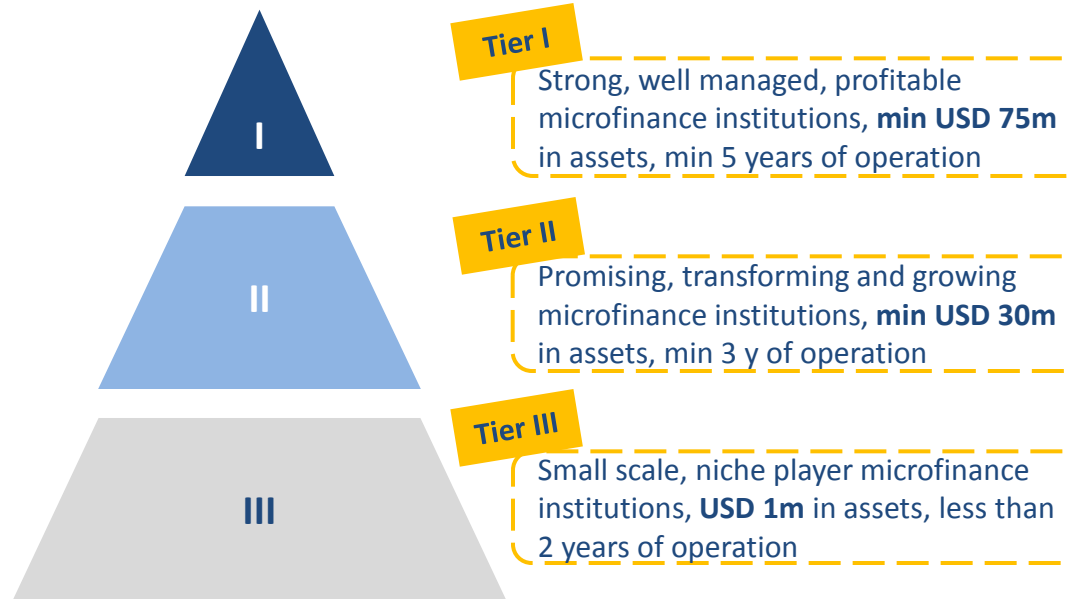 I
Tier I
Strong, well managed, profitable
microfinance institutions, min USD 75m
in assets, min 5 years of operation
II
Tier II
Promising, transforming and growing
microfinance institutions, min USD 30m
in assets, min 3 y of operation
III
Tier III
Small scale, niche player microfinance
institutions, USD 1m in assets, less than
2 years of operation